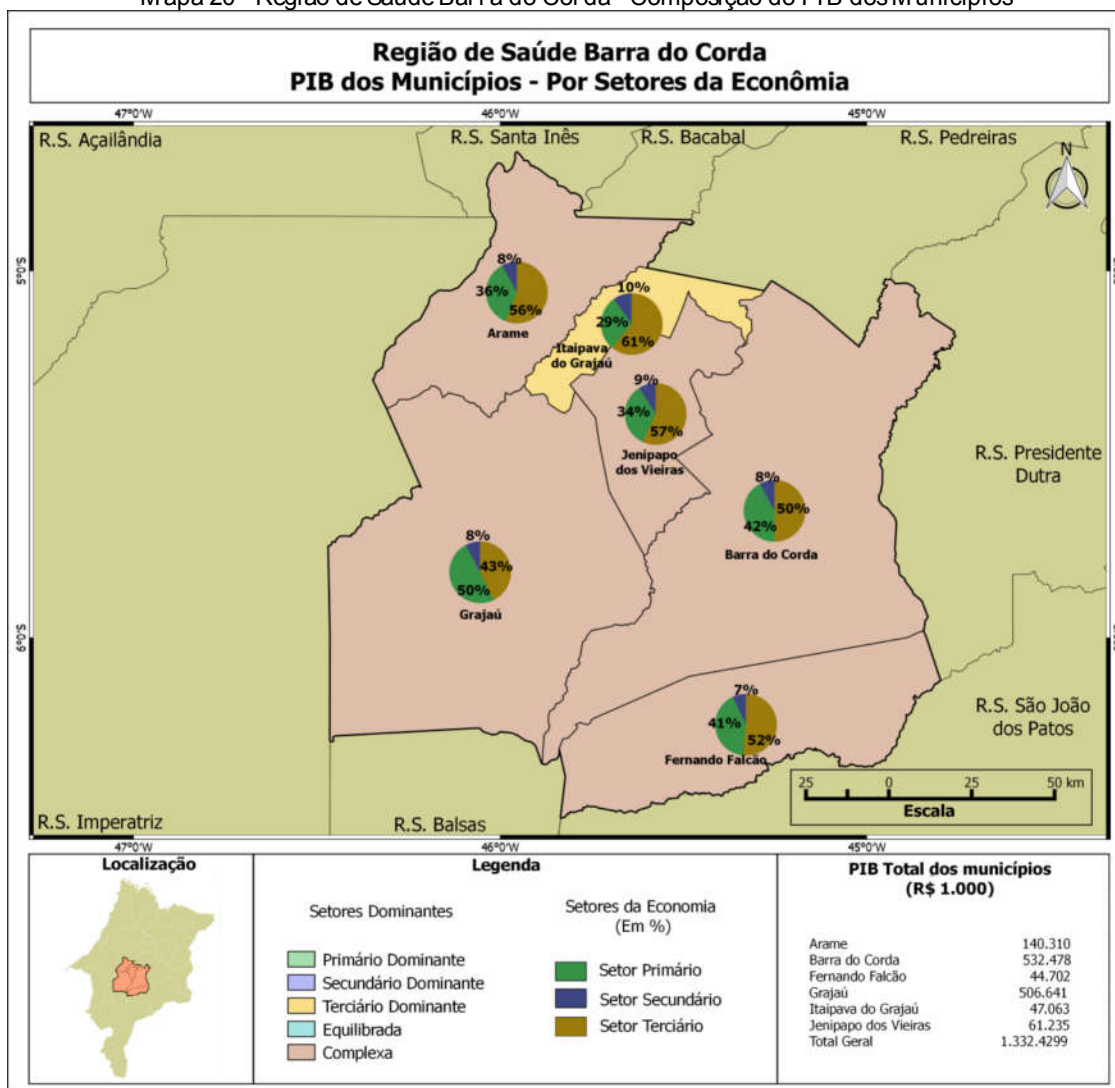 Mapa 20 - Região de Saúde Barra do Corda - Composição do PIB dos Municípios
Região de Saúde Barra do Corda
PIB dos Municípios - Por Setores da Econômia
47°0'W 46°0'W 45°0'W
R.S. Açailândia
R.S. Santa Inês
R.S. Bacabal
R.S. Pedreiras
N
5°0'S
8%
36%
56%
Arame
10%
29%
61%
Itaipava
do Grajaú
9%
34%
57%
Jenipapo
dos Vieiras
R.S. Presidente
Dutra
8%
50%
42%
Barra do Corda
8%
43%
50%
Grajaú
6°0'S
7%
41%
52%
Fernando Falcão
R.S. São João
dos Patos
25 0 25 50 km
Escala
R.S. Imperatriz
R.S. Balsas
47°0'W 46°0'W 45°0'W
Localização
Legenda
Setores Dominantes
Primário Dominante
Secundário Dominante
Terciário Dominante
Equilibrada
Complexa
Setores da Economia
(Em %)
Setor Primário
Setor Secundário
Setor Terciário
PIB Total dos municípios
(R$ 1.000)
Arame 140.310
Barra do Corda 532.478
Fernando Falcão 44.702
Grajaú 506.641
Itaipava do Grajaú 47.063
Jenipapo dos Vieiras 61.235
Total Geral 1.332.4299